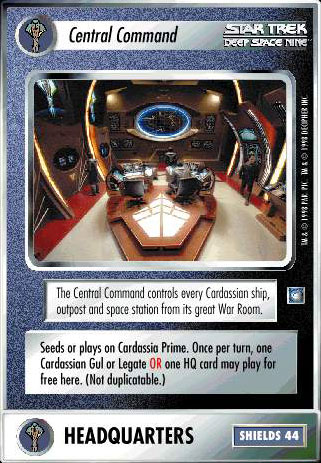 Central Command
STAR TREK
DEEP SPACE NINE
TM & © 1998 PAR. PIC. TM & © 1998 DECIPHER INC.
The Central Command controls every Cardassian ship,
outpost and space station from its great War Room.
Seeds or plays on Cardassia Prime. Once per turn, one
Cardassian Gul or Legate OR one HQ card may play for
free here. (Not duplicatable.)
HEADQUARTERS
SHIELDS 44